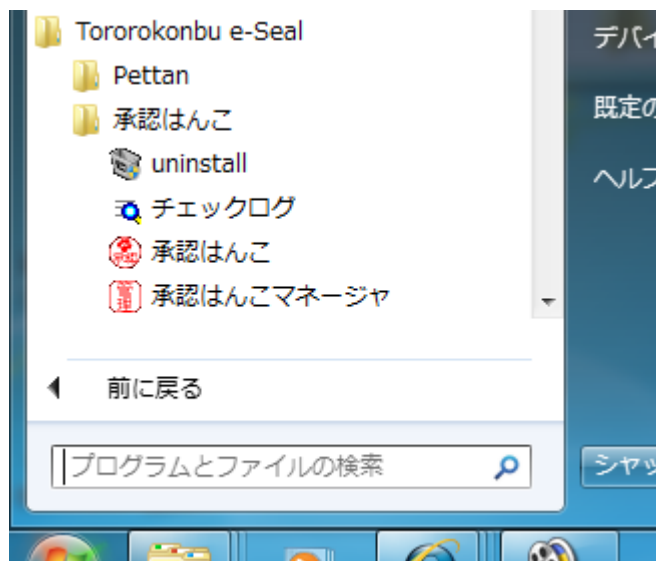 Tororokonbu e-Seal
Pettan
承認はんこ
uninstall
チェックログ
承認はんこ
管理
承認はんこマネージャ
前に戻る
プログラムとファイルの検索
デバイ
既定の
ヘルプ
シャッ